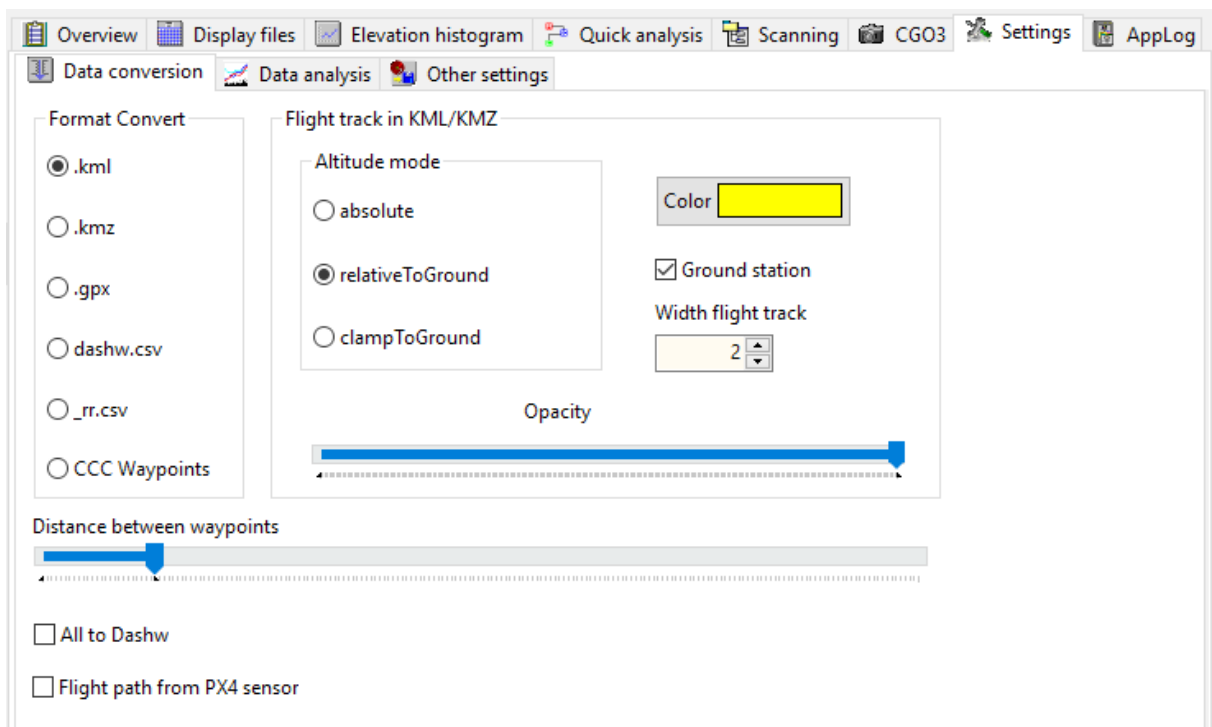 Overview Display files Elevation histogram Quick analysis Scanning CGO3 Settings AppLog
Data conversion Data analysis Other settings
Format Convert
.kml
.kmz
.gpx
dashw.csv
_rr.csv
CCC Waypoints
Flight track in KML/KMZ
Altitude mode
absolute
relativeToGround
clampToGround
Color
Ground station
Width flight track
2
Opacity
Distance between waypoints
All to Dashw
Flight path from PX4 sensor